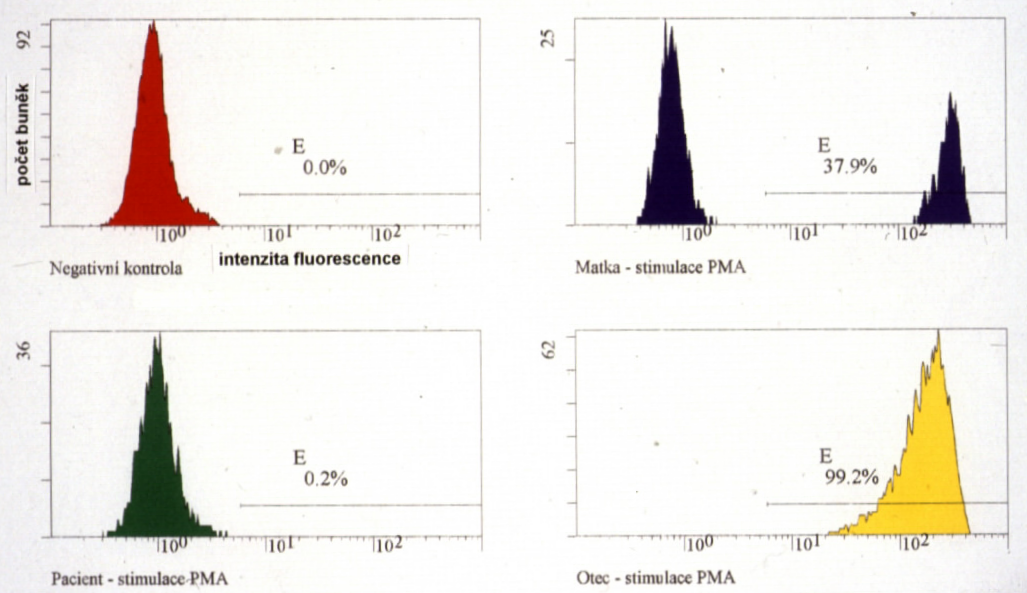 92
počet buněk
E
0.0%
10⁰ 10¹ 10²
intenzita fluorescence
Negativní kontrola
25
E
37.9%
10⁰ 10¹ 10²
Matka - stimulace PMA
36
E
0.2%
10⁰ 10¹ 10²
Pacient - stimulace PMA
62
E
99.2%
10⁰ 10¹ 10²
Otec - stimulace PMA